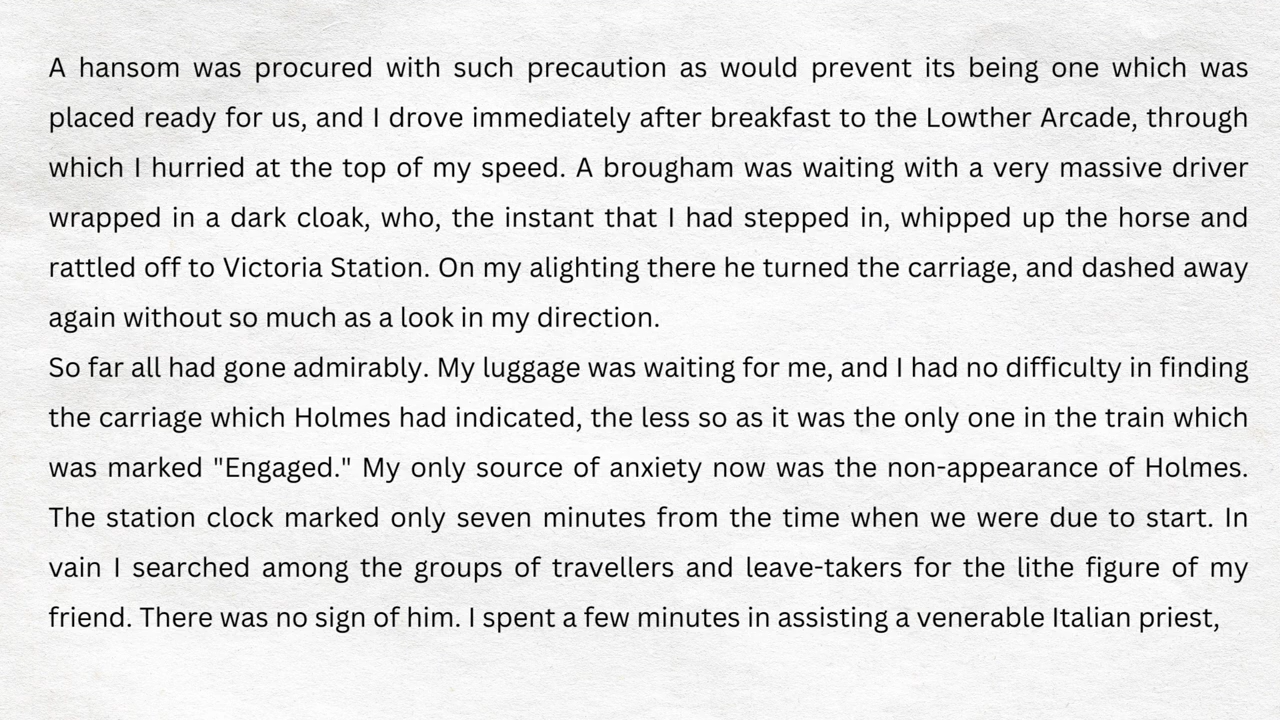 A hansom was procured with such precaution as would prevent its being one which was
placed ready for us, and I drove immediately after breakfast to the Lowther Arcade, through
which I hurried at the top of my speed. A brougham was waiting with a very massive driver
wrapped in a dark cloak, who, the instant that I had stepped in, whipped up the horse and
rattled off to Victoria Station. On my alighting there he turned the carriage, and dashed away
again without so much as a look in my direction.
So far all had gone admirably. My luggage was waiting for me, and I had no difficulty in finding
the carriage which Holmes had indicated, the less so as it was the only one in the train which
was marked "Engaged." My only source of anxiety now was the non-appearance of Holmes.
The station clock marked only seven minutes from the time when we were due to start. In
vain I searched among the groups of travellers and leave-takers for the lithe figure of my
friend. There was no sign of him. I spent a few minutes in assisting a venerable Italian priest,